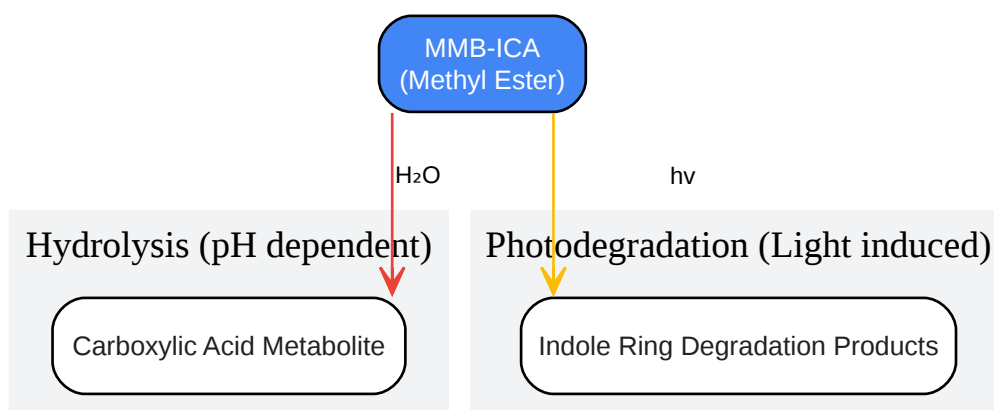 MMB-ICA
(Methyl Ester)
H₂O
hv
Hydrolysis (pH dependent)
Photodegradation (Light induced)
Carboxylic Acid Metabolite
Indole Ring Degradation Products